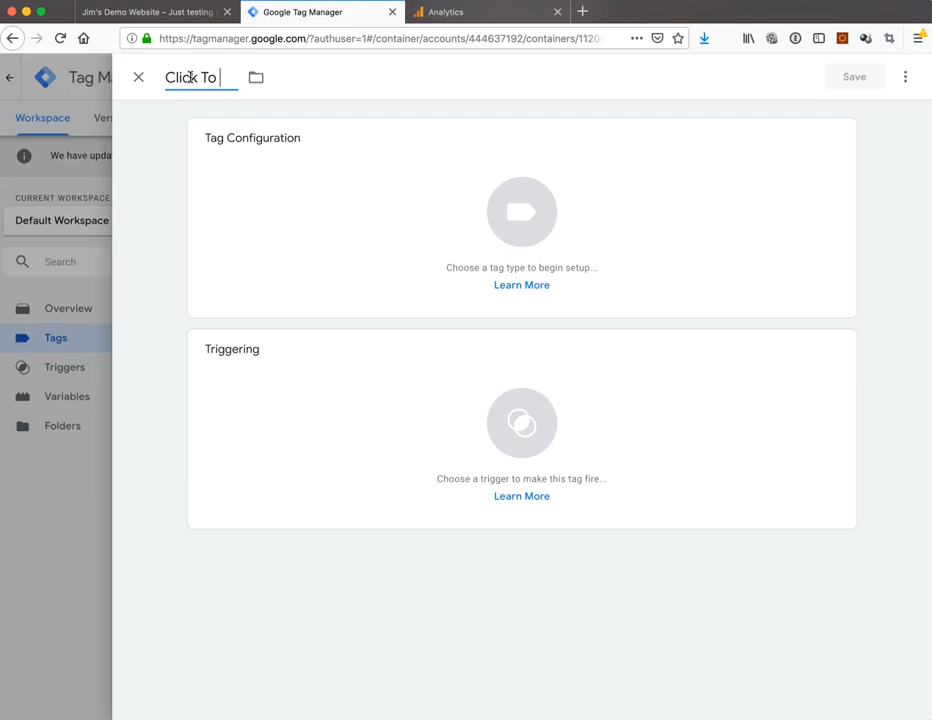 Jim's Demo Website – Just testing
Google Tag Manager
Analytics
https://tagmanager.google.com/?authuser=1#/container/accounts/444637192/containers/1120
Tag Ma
Click To
Save
Workspace
Vers
We have upda
CURRENT WORKSPACE
Default Workspace
Search
Overview
Tags
Triggers
Variables
Folders
Tag Configuration
Choose a tag type to begin setup...
Learn More
Triggering
Choose a trigger to make this tag fire...
Learn More